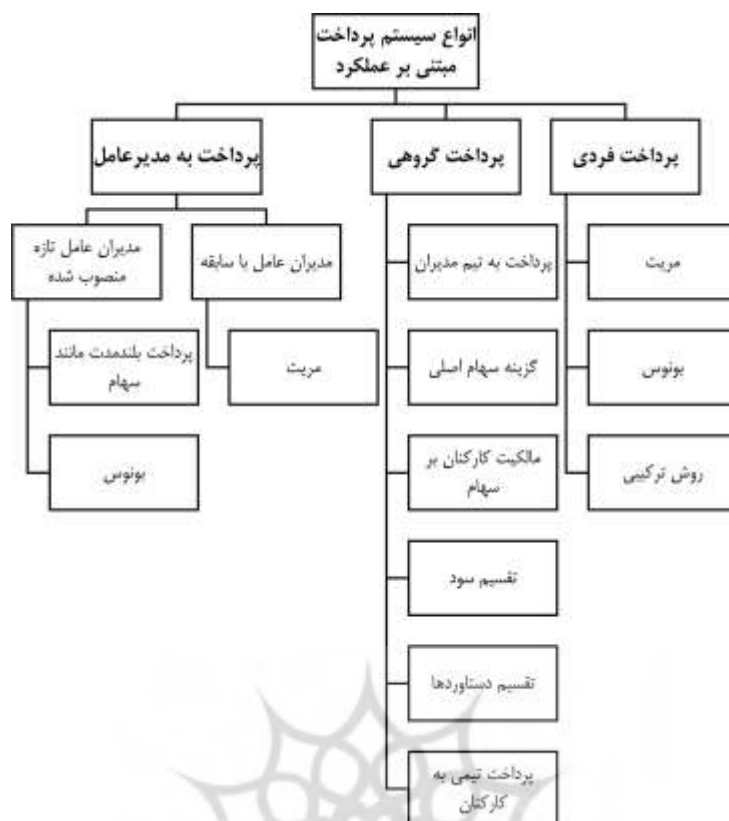 انواع سیستم پرداخت
مبتنی بر عملکرد
پرداخت فردی
مریت
بونوس
روش ترکیبی
پرداخت گروهی
پرداخت به تیم مدیران
گزینه سهام اصلی
مالکیت کارکنان بر
سهام
تقسیم سود
تقسیم دستاوردها
پرداخت تیمی به
کارکنان
پرداخت به مدیرعامل
مدیران عامل با سابقه
مریت
مدیران عامل تازه
منصوب شده
پرداخت بلندمدت مانند
سهام
بونوس